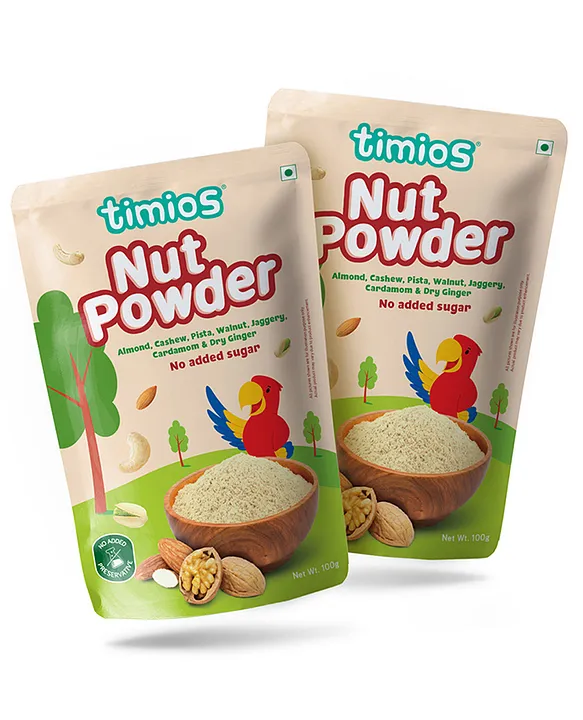 timios®
Nut
Powder
Almond, Cashew, Pista, Walnut, Jaggery,
Cardamom & Dry Ginger
No added sugar
NO ADDED
PRESERVATIVE
Net Wt. 100g
timios®
Nut
Powder
Almond, Cashew, Pista, Walnut, Jaggery,
Cardamom & Dry Ginger
No added sugar
Net Wt. 100g